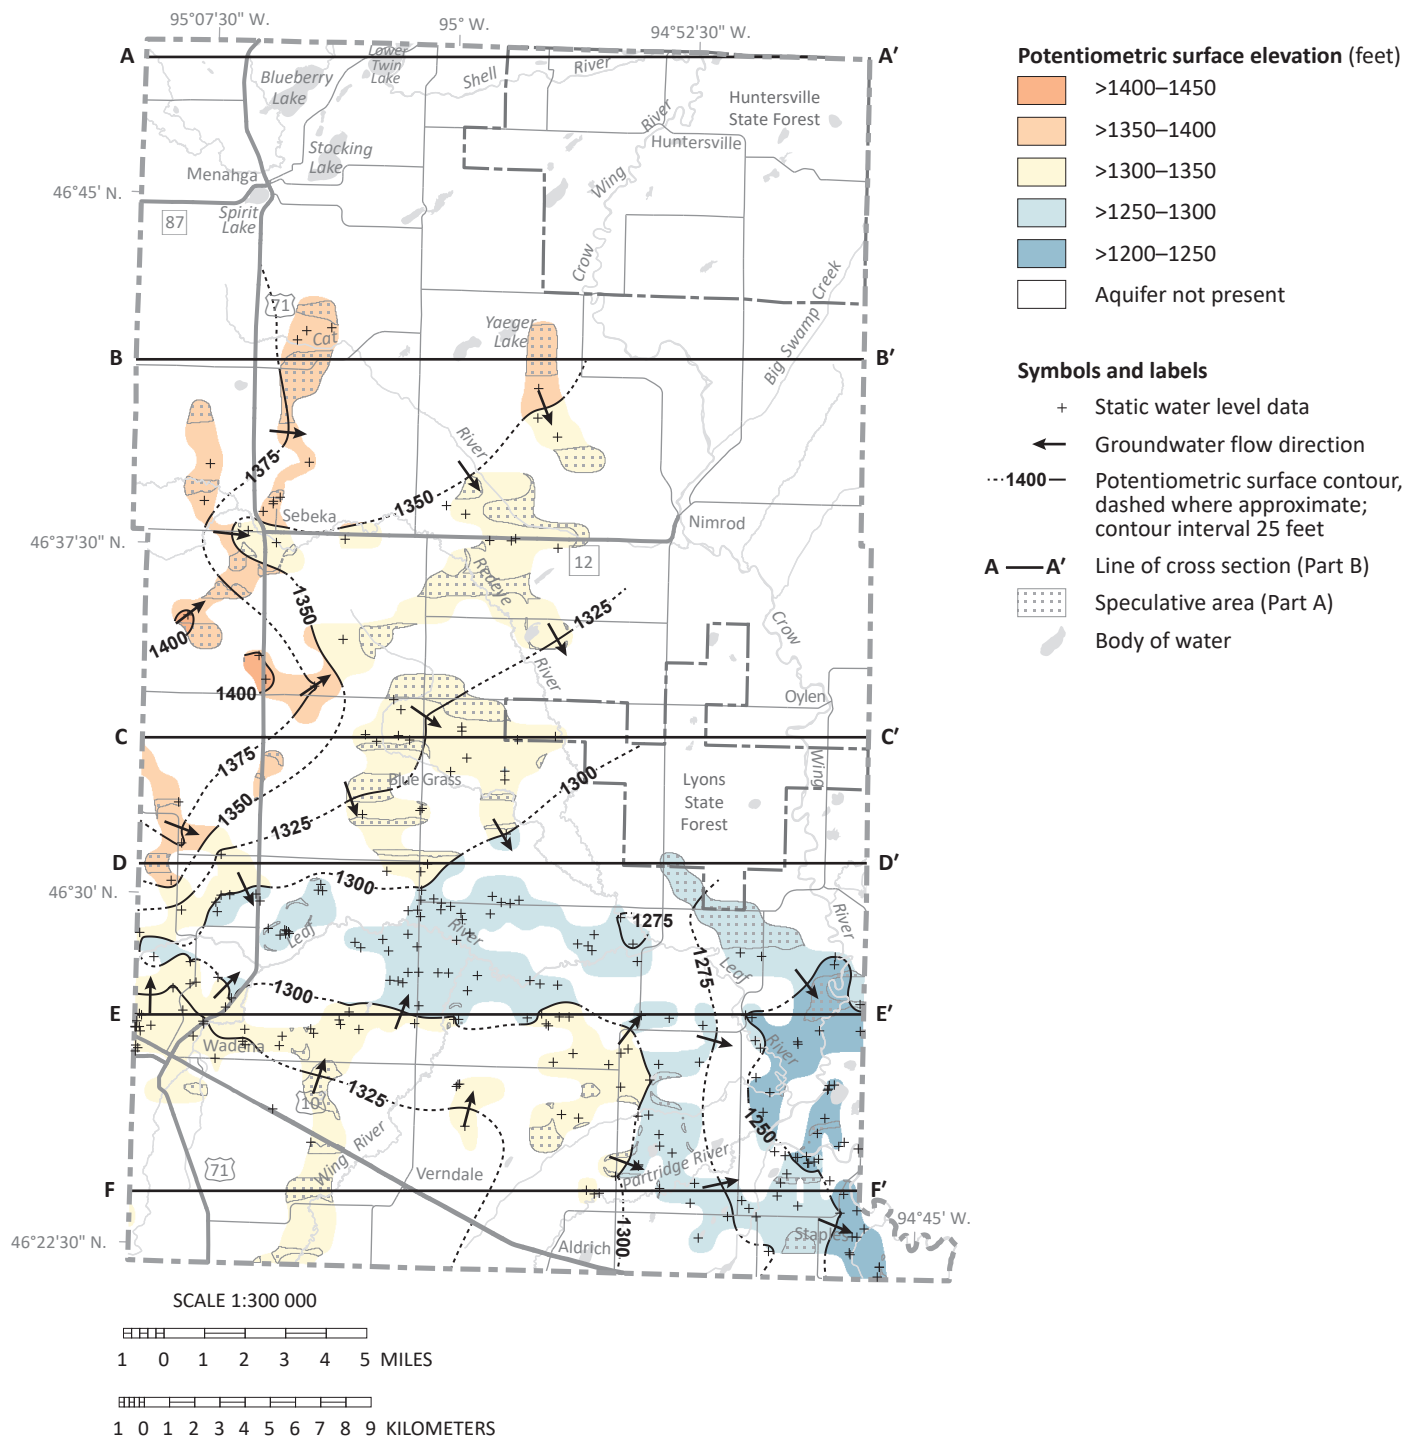 95°07'30" W.
95° W.
94°52'30" W.
A
A′
Blueberry
Lake
Lower
Twin
Lake
Shell
River
Huntersville
State Forest
River
Huntersville
Stocking
Lake
Menahga
46°45' N.
Spirit
Lake
87
Wing
Crow
Big Swamp Creek
71
Cat
Yaeger
Lake
B
B′
River
1375
1350
Sebeka
Nimrod
46°37'30" N.
12
Redeye
1350
1325
1400
Crow
River
1400
Oylen
C
C′
1375
Wing
Blue Grass
1300
Lyons
State
Forest
1350
1325
D
D′
46°30' N.
1300
River
Leaf
River
1275
1275
Leaf
1300
E
E′
Wadena
River
1325
10
1250
Wing River
71
Verndale
Partridge River
F
F′
94°45' W.
1300
Staples
46°22'30" N.
Aldrich
SCALE 1:300 000
1 0 1 2 3 4 5 MILES
1 0 1 2 3 4 5 6 7 8 9 KILOMETERS
Potentiometric surface elevation (feet)
>1400–1450
>1350–1400
>1300–1350
>1250–1300
>1200–1250
Aquifer not present
Symbols and labels
+ Static water level data
Groundwater flow direction
1400 Potentiometric surface contour,
dashed where approximate;
contour interval 25 feet
A A′ Line of cross section (Part B)
Speculative area (Part A)
Body of water